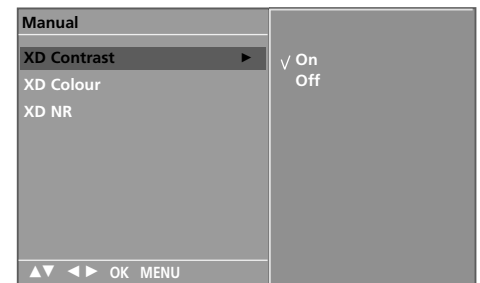 Manual
XD Contrast ►
XD Colour
XD NR
√ On
Off
▲▼ ◄► OK MENU